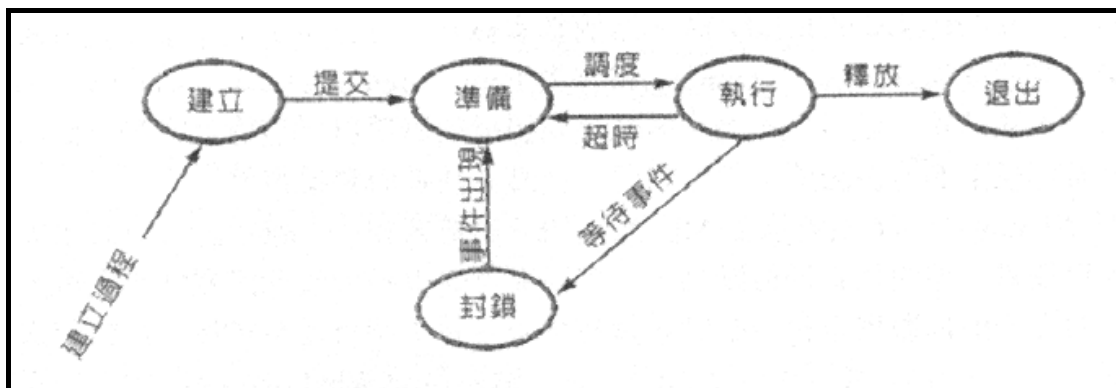 建立
提交
準備
調度
超時
執行
釋放
退出
事件出現
等待事件
封鎖
建立過程